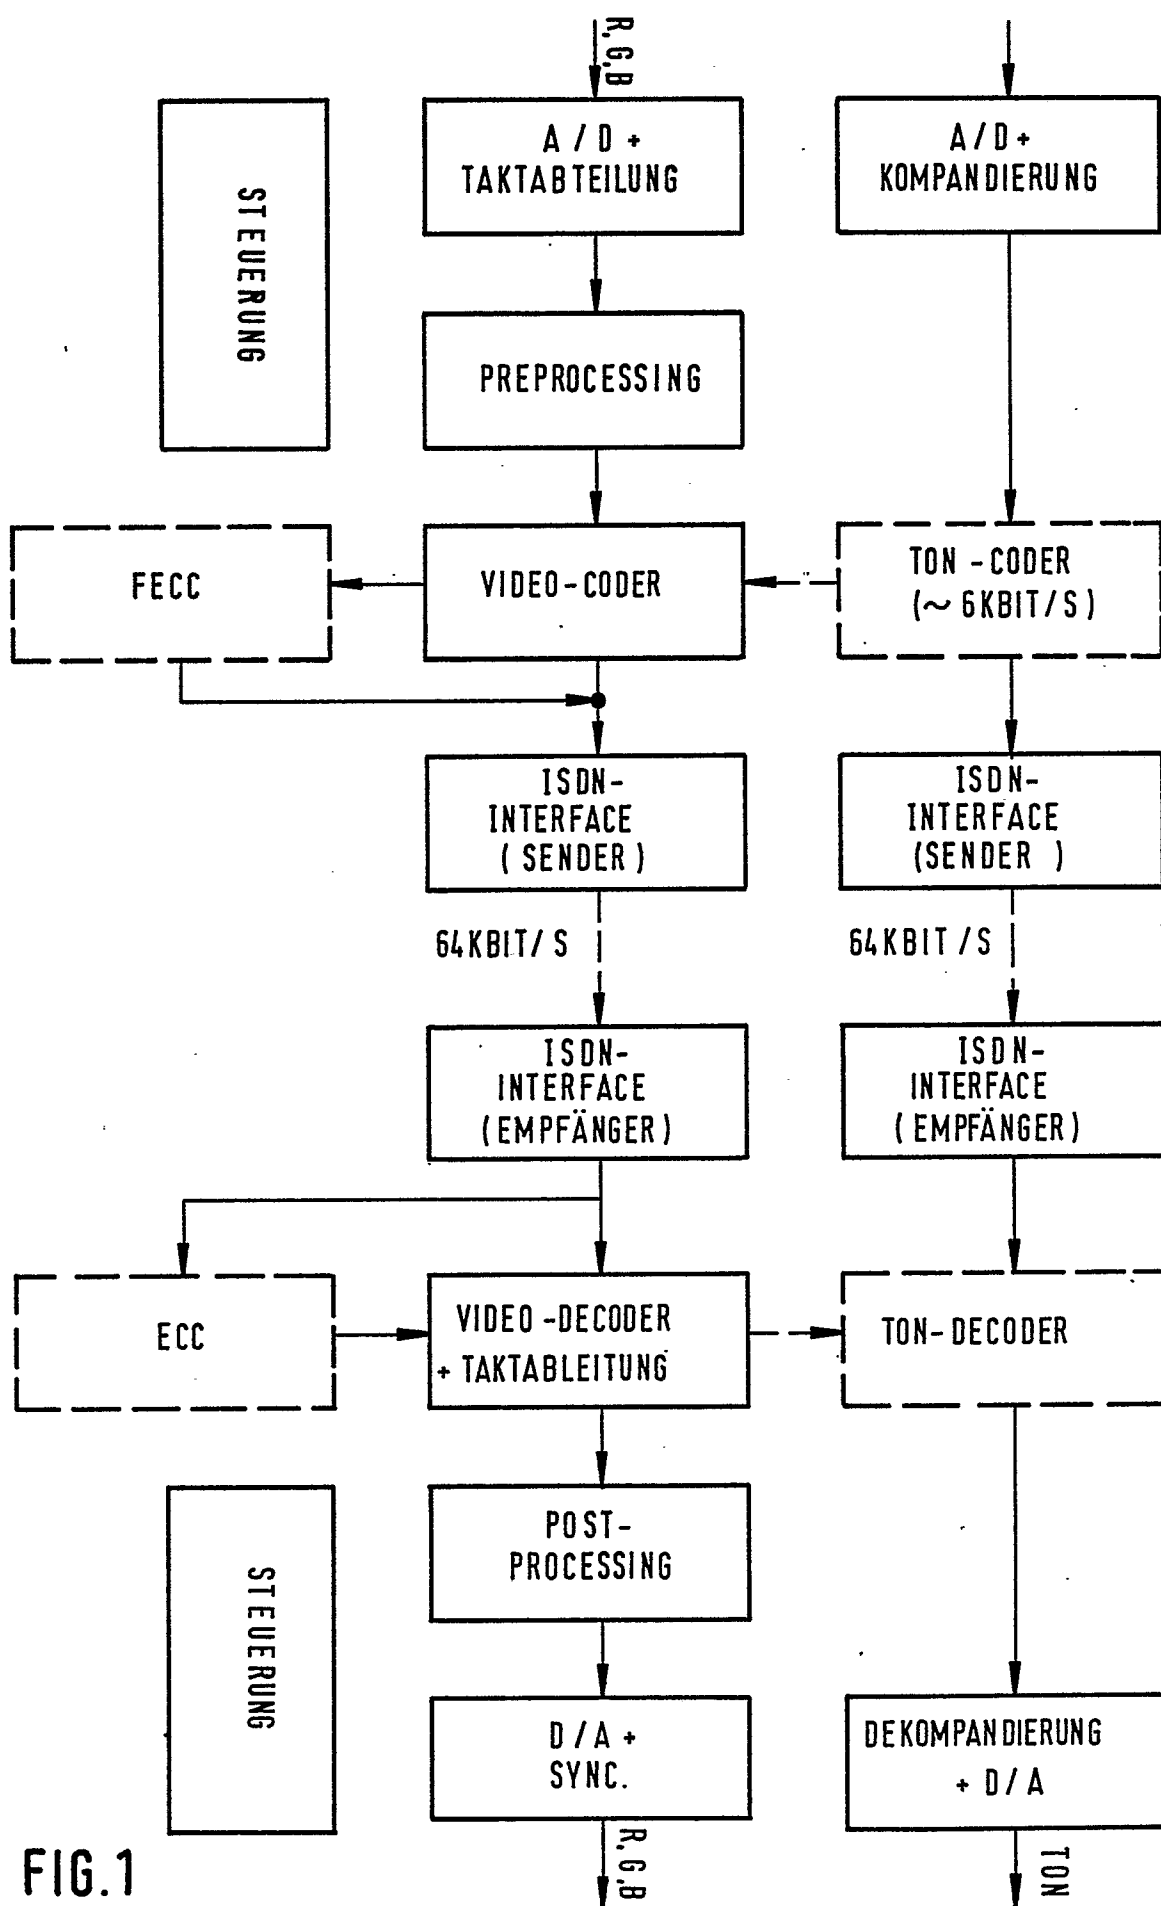 R, G, B
A / D +
TAKTABTEILUNG
A / D +
KOMPANDIERUNG
STEUERUNG
PREPROCESSING
FECC
VIDEO - CODER
TON - CODER
(~ 6KBIT/S)
ISDN-
INTERFACE
( SENDER )
ISDN-
INTERFACE
(SENDER )
64KBIT/ S
64KBIT / S
ISDN-
INTERFACE
(EMPFÄNGER)
ISDN-
INTERFACE
( EMPFÄNGER)
ECC
VIDEO - DECODER
+ TAKTABLEITUNG
TON- DECODER
STEUERUNG
POST-
PROCESSING
D / A +
SYNC.
DEKOMPANDIERUNG
+ D / A
R, G, B
TON
FIG.1